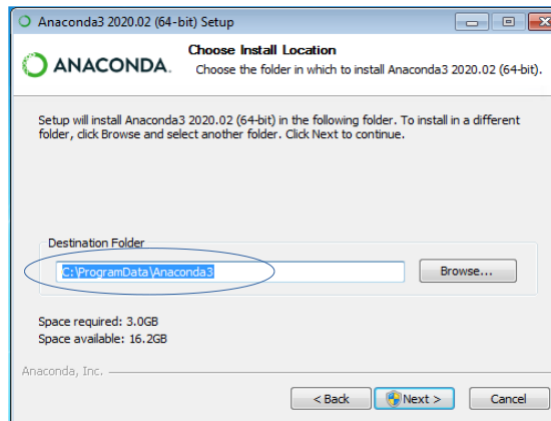 Anaconda3 2020.02 (64-bit) Setup
ANACONDA.
Choose Install Location
Choose the folder in which to install Anaconda3 2020.02 (64-bit).
Setup will install Anaconda3 2020.02 (64-bit) in the following folder. To install in a different
folder, click Browse and select another folder. Click Next to continue.
Destination Folder
C:\ProgramData\Anaconda3
Browse...
Space required: 3.0GB
Space available: 16.2GB
Anaconda, Inc.
< Back
Next >
Cancel